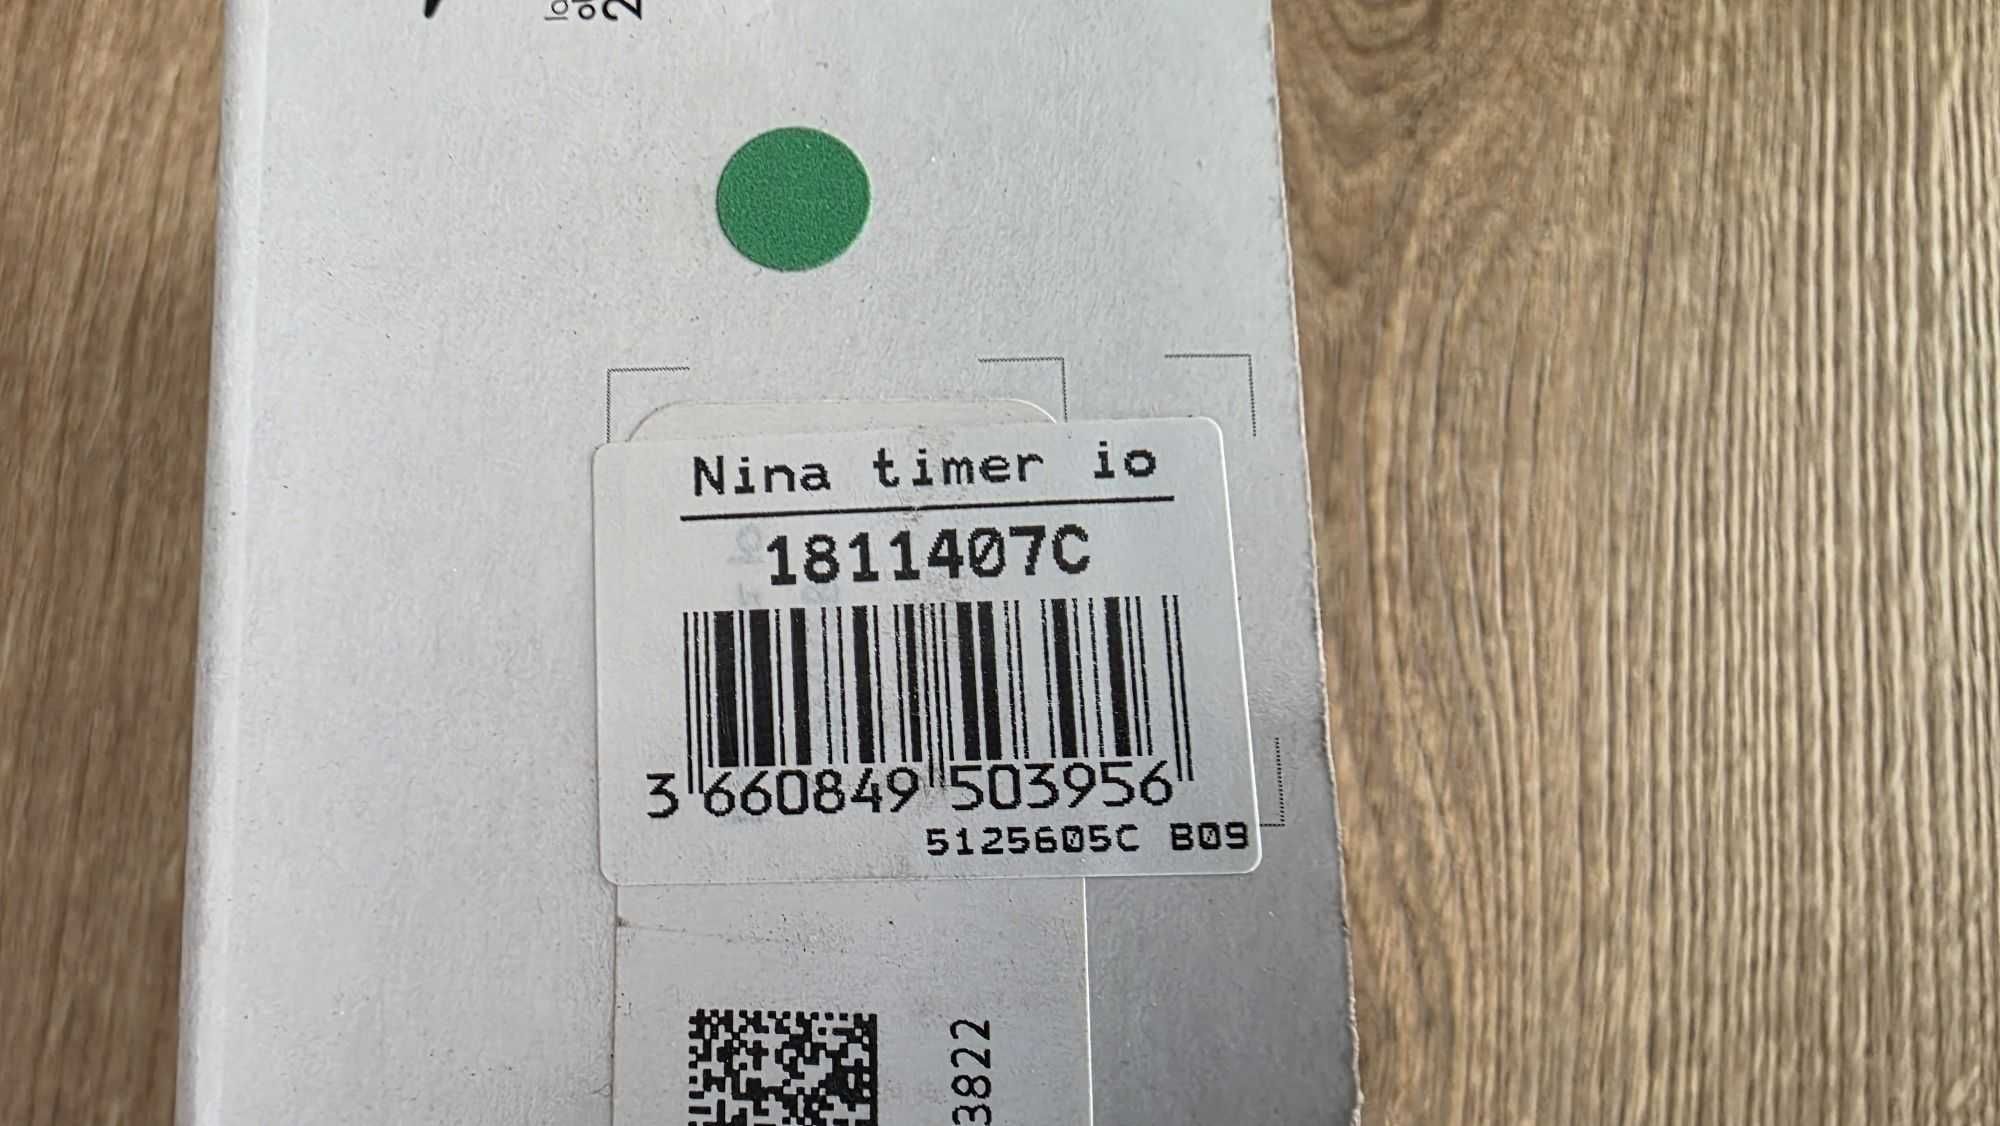 Nina timer io
1811407C
3 660849 503956
5125605C B09
3822